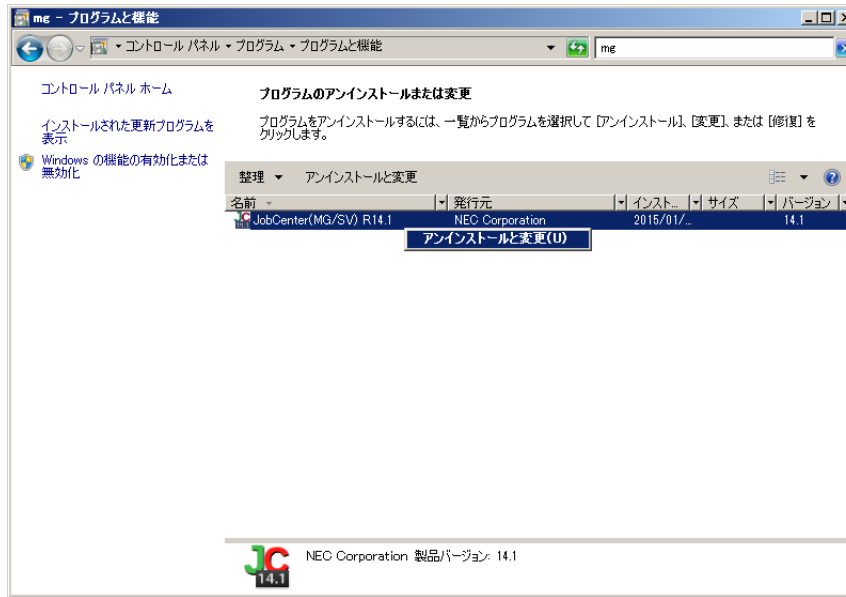 mg - プログラムと機能
コントロール パネル プログラム プログラムと機能
mg
コントロール パネル ホーム
インストールされた更新プログラムを
表示
Windows の機能の有効化または
無効化
プログラムのアンインストールまたは変更
プログラムをアンインストールするには、一覧からプログラムを選択して [アンインストール]、[変更]、または [修復] を
クリックします。
整理 アンインストールと変更
名前 発行元 インスト... サイズ バージョン
JobCenter(MG/SV) R14.1 NEC Corporation 2015/01/... 14.1
アンインストールと変更(U)
JC
14.1
NEC Corporation 製品バージョン: 14.1